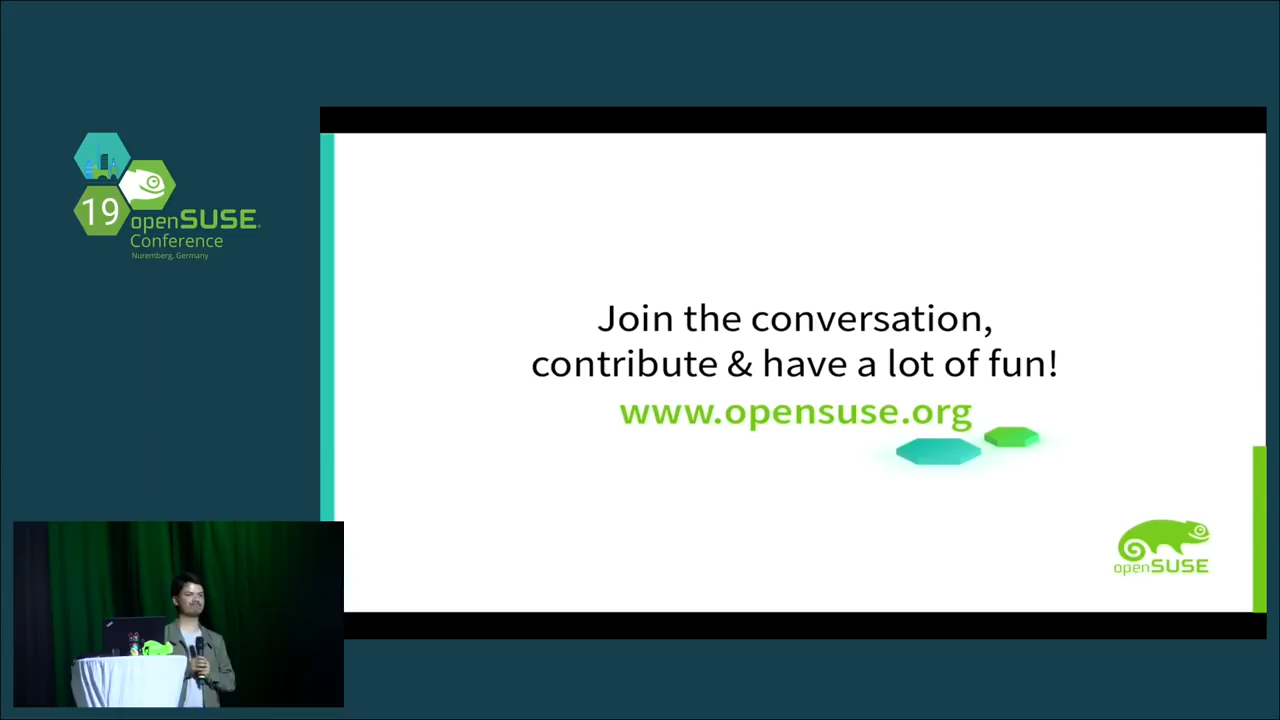 19
openSUSE
Conference
Nuremberg, Germany
Join the conversation,
contribute & have a lot of fun!
www.opensuse.org
openSUSE